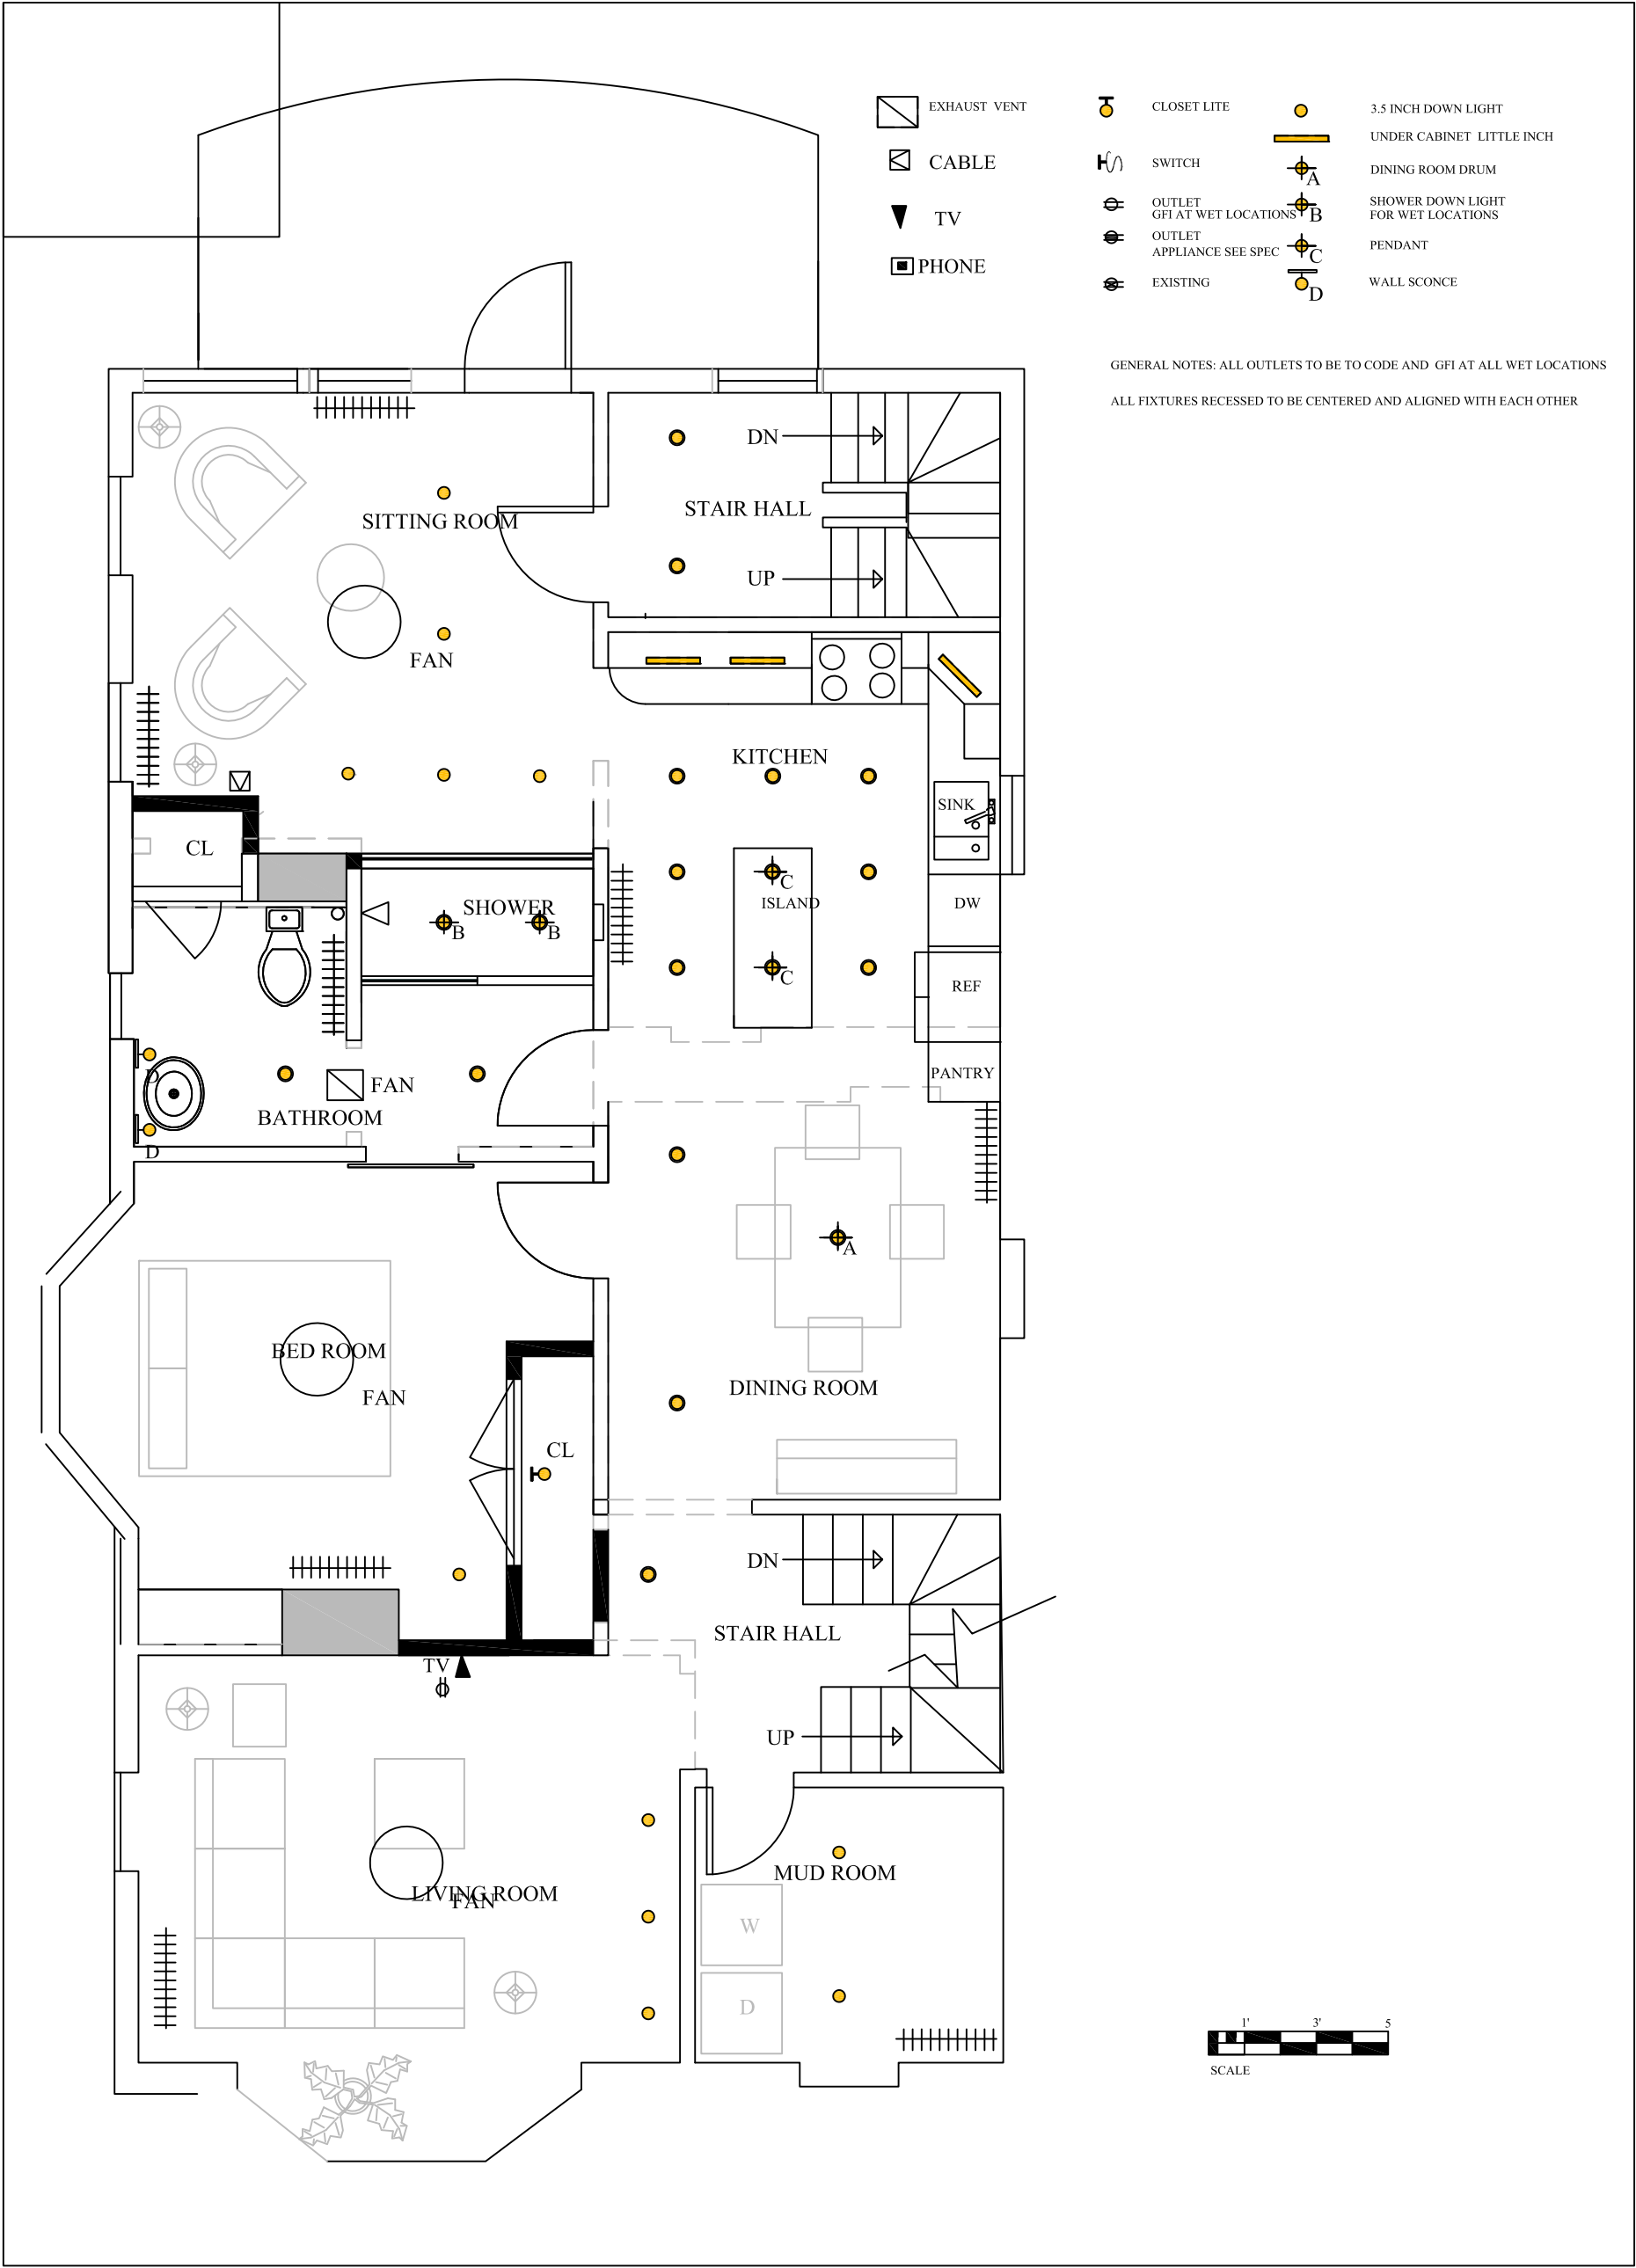 EXHAUST VENT
CABLE
TV
PHONE
CLOSET LITE
SWITCH
OUTLET
GFI AT WET LOCATIONS
OUTLET
APPLIANCE SEE SPEC
EXISTING
3.5 INCH DOWN LIGHT
UNDER CABINET LITTLE INCH
A
DINING ROOM DRUM
B
SHOWER DOWN LIGHT
FOR WET LOCATIONS
C
PENDANT
D
WALL SCONCE
GENERAL NOTES: ALL OUTLETS TO BE TO CODE AND GFI AT ALL WET LOCATIONS
ALL FIXTURES RECESSED TO BE CENTERED AND ALIGNED WITH EACH OTHER
DN
STAIR HALL
SITTING ROOM
UP
FAN
KITCHEN
SINK
CL
C
ISLAND
DW
SHOWER
B
B
C
REF
PANTRY
D
FAN
BATHROOM
D
A
BED ROOM
FAN
DINING ROOM
CL
DN
STAIR HALL
TV
UP
MUD ROOM
LIVING ROOM
FAN
W
D
1'
3'
5
SCALE